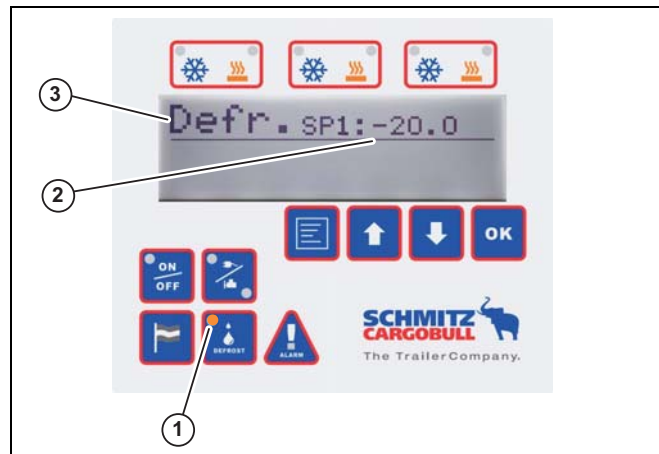 3
Defr. SP1:-20.0
2
OK
ON
OFF
DEFROST
ALARM
SCHMITZ
CARGOBULL
The TrailerCompany.
1